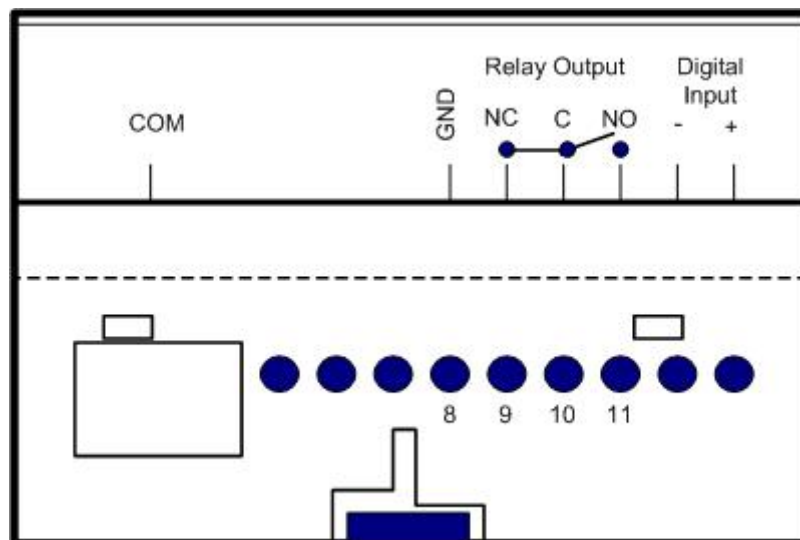 Relay Output
Digital
Input
COM
GND
NC C NO - +
8 9 10 11